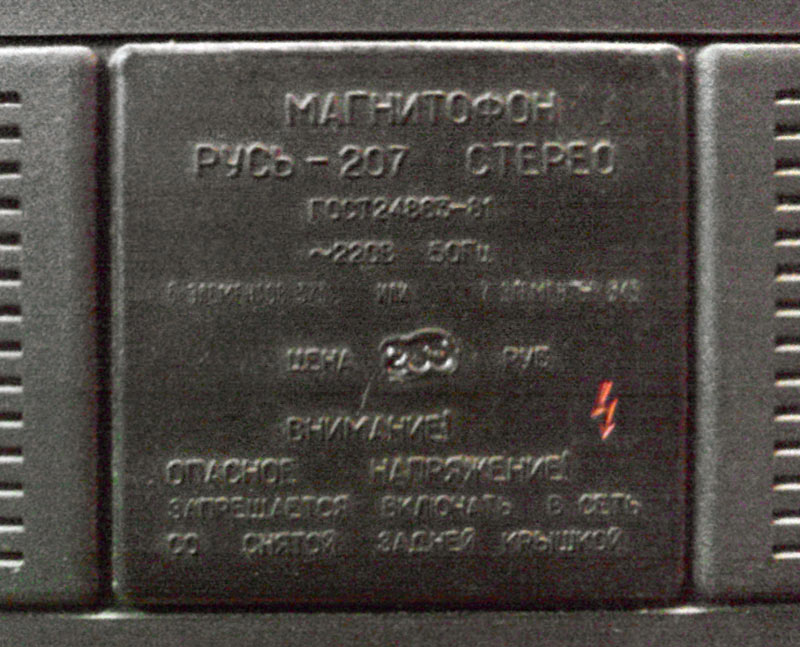 МАГНИТОФОН
РУСЬ - 207 СТЕРЕО
ГОСТ24863-81
~220В 50Гц
ИЛИ
ЦЕНА РУБ
ВНИМАНИЕ!
ОПАСНОЕ НАПРЯЖЕНИЕ!
ЗАПРЕЩАЕТСЯ ВКЛЮЧАТЬ В СЕТЬ
СО СНЯТОЙ ЗАДНЕЙ КРЫШКОЙ